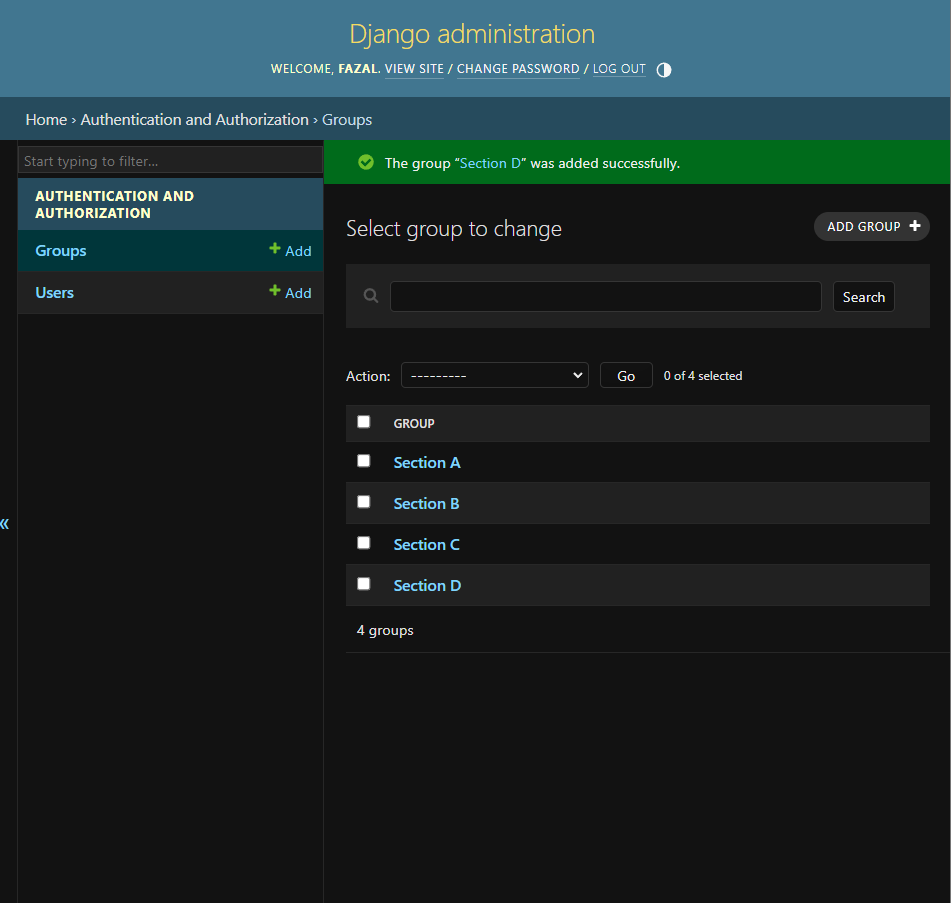 Django administration
WELCOME, FAZAL. VIEW SITE / CHANGE PASSWORD / LOG OUT
Home › Authentication and Authorization › Groups
Start typing to filter...
AUTHENTICATION AND
AUTHORIZATION
Groups + Add
Users + Add
«
The group “Section D” was added successfully.
Select group to change
ADD GROUP +
Search
Action: --------- Go 0 of 4 selected
GROUP
Section A
Section B
Section C
Section D
4 groups